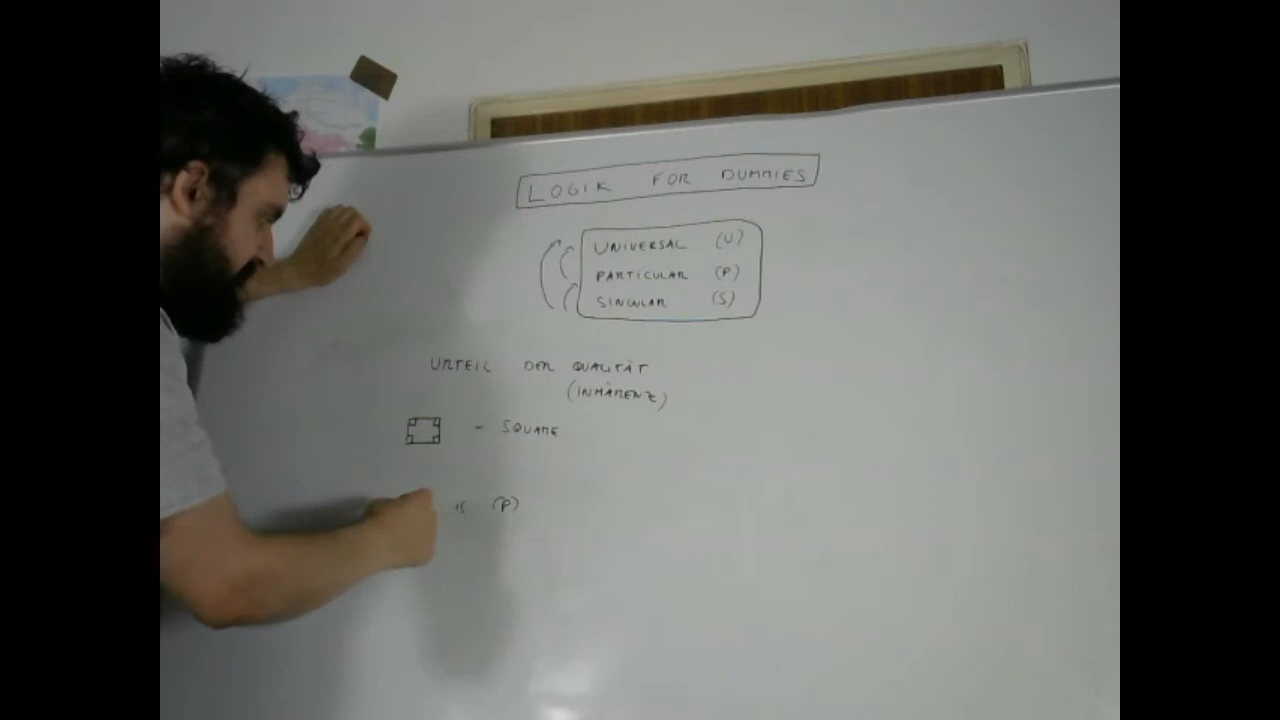 LOGIK FOR DUMMIES
UNIVERSAL (U)
PARTICULAR (P)
SINGULAR (S)
URTEIL DER QUALITÄT
(INHÄRENZ)
- SQUARE
IS (P)